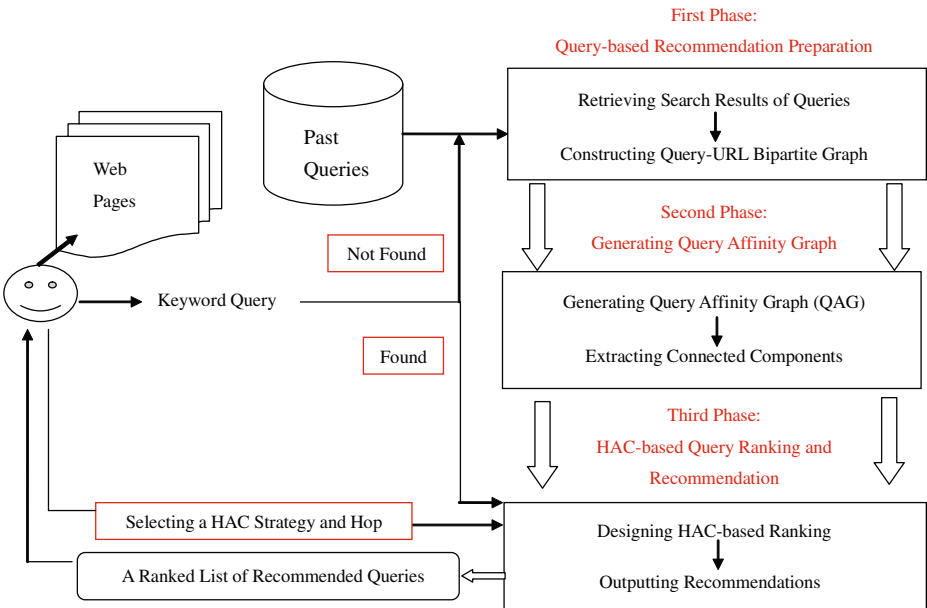 First Phase:
Query-based Recommendation Preparation
Retrieving Search Results of Queries
Constructing Query-URL Bipartite Graph
Past
Queries
Web
Pages
Second Phase:
Generating Query Affinity Graph
Not Found
Keyword Query
Generating Query Affinity Graph (QAG)
Extracting Connected Components
Found
Third Phase:
HAC-based Query Ranking and
Recommendation
Selecting a HAC Strategy and Hop
Designing HAC-based Ranking
A Ranked List of Recommended Queries
Outputting Recommendations